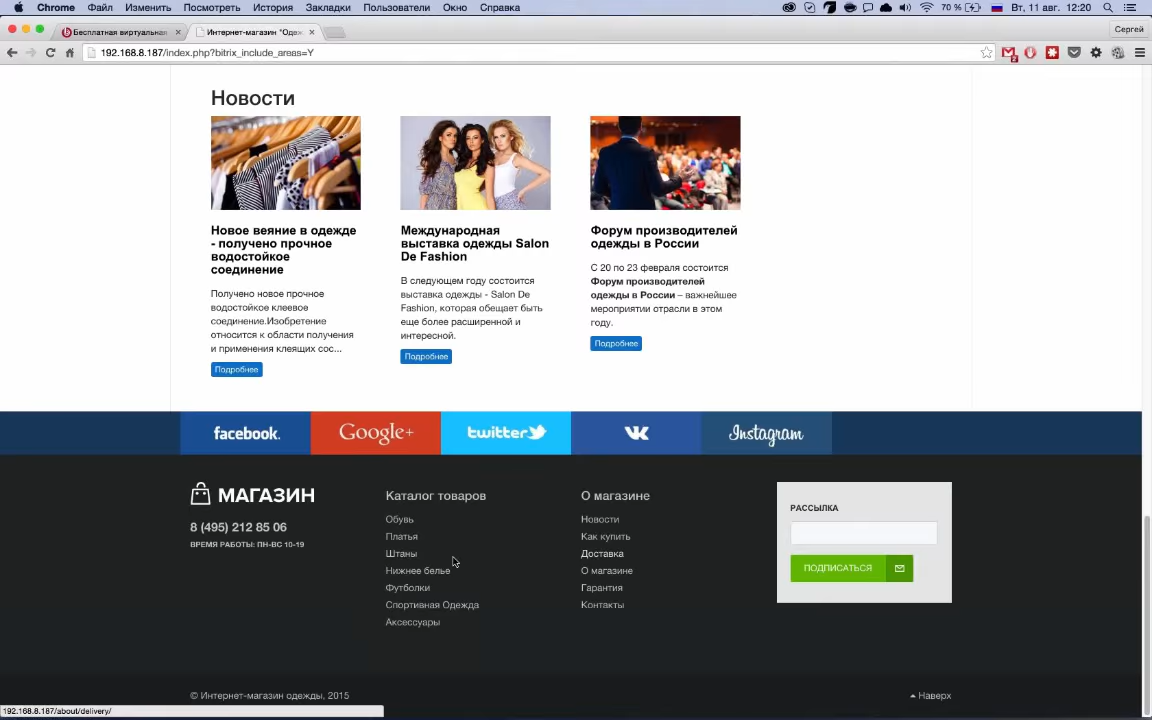 Chrome Файл Изменить Посмотреть История Закладки Пользователи Окно Справка 70 % Вт, 11 авг. 12:20
Бесплатная виртуальная Интернет-магазин "Одеж Сергей
192.168.8.187/index.php?bitrix_include_areas=Y
Новости
Новое веяние в одежде
- получено прочное
водостойкое
соединение
Получено новое прочное
водостойкое клеевое
соединение.Изобретение
относится к области получения
и применения клеящих сос...
Подробнее
Международная
выставка одежды Salon
De Fashion
В следующем году состоится
выставка одежды - Salon De
Fashion, которая обещает быть
еще более расширенной и
интересной.
Подробнее
Форум производителей
одежды в России
С 20 по 23 февраля состоится
Форум производителей
одежды в России – важнейшее
мероприятии отрасли в этом
году.
Подробнее
facebook. Google+ twitter VK Instagram
МАГАЗИН
8 (495) 212 85 06
ВРЕМЯ РАБОТЫ: ПН-ВС 10-19
Каталог товаров
Обувь
Платья
Штаны
Нижнее белье
Футболки
Спортивная Одежда
Аксессуары
О магазине
Новости
Как купить
Доставка
О магазине
Гарантия
Контакты
РАССЫЛКА
ПОДПИСАТЬСЯ
© Интернет-магазин одежды, 2015
Наверх
192.168.8.187/about/delivery/